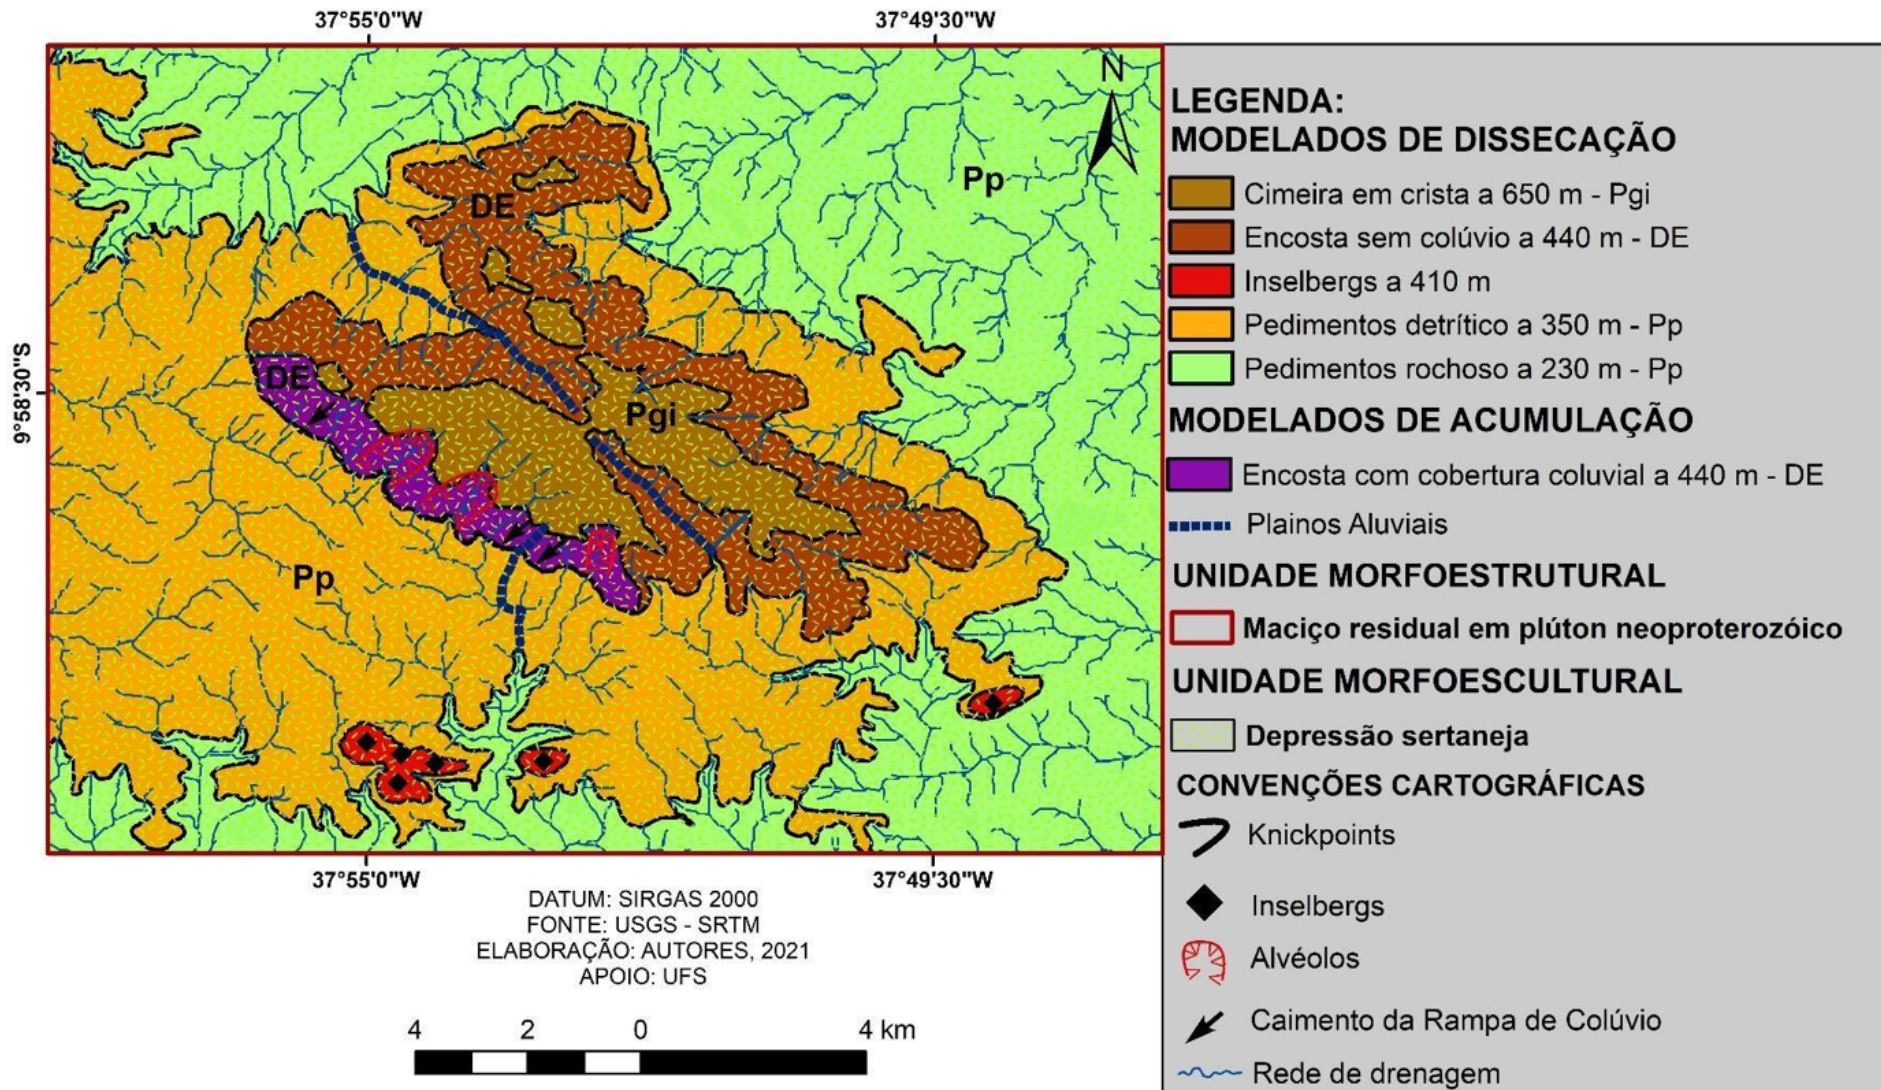 37°55'0"W
37°49'30"W
N
Pp
DE
9°58'30"S
DE
Pgi
Pp
37°55'0"W
37°49'30"W
DATUM: SIRGAS 2000
FONTE: USGS - SRTM
ELABORAÇÃO: AUTORES, 2021
APOIO: UFS
4 2 0 4 km
LEGENDA:
MODELADOS DE DISSECAÇÃO
Cimeira em crista a 650 m - Pgi
Encosta sem colúvio a 440 m - DE
Inselbergs a 410 m
Pedimentos detrítico a 350 m - Pp
Pedimentos rochoso a 230 m - Pp
MODELADOS DE ACUMULAÇÃO
Encosta com cobertura coluvial a 440 m - DE
Plainos Aluviais
UNIDADE MORFOESTRUTURAL
Maciço residual em plúton neoproterozóico
UNIDADE MORFOESCULTURAL
Depressão sertaneja
CONVENÇÕES CARTOGRÁFICAS
Knickpoints
Inselbergs
Alvéolos
Caimento da Rampa de Colúvio
Rede de drenagem